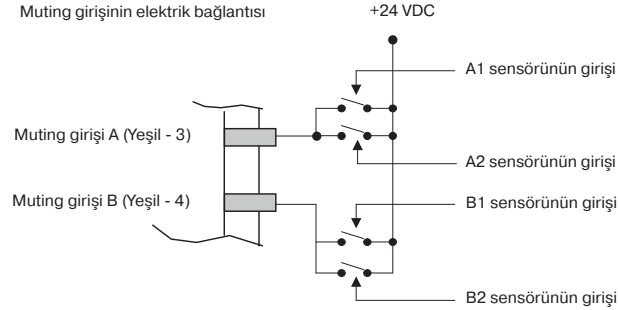 Muting girişinin elektrik bağlantısı
+24 VDC
A1 sensörünün girişi
Muting girişi A (Yeşil - 3)
A2 sensörünün girişi
Muting girişi B (Yeşil - 4)
B1 sensörünün girişi
B2 sensörünün girişi